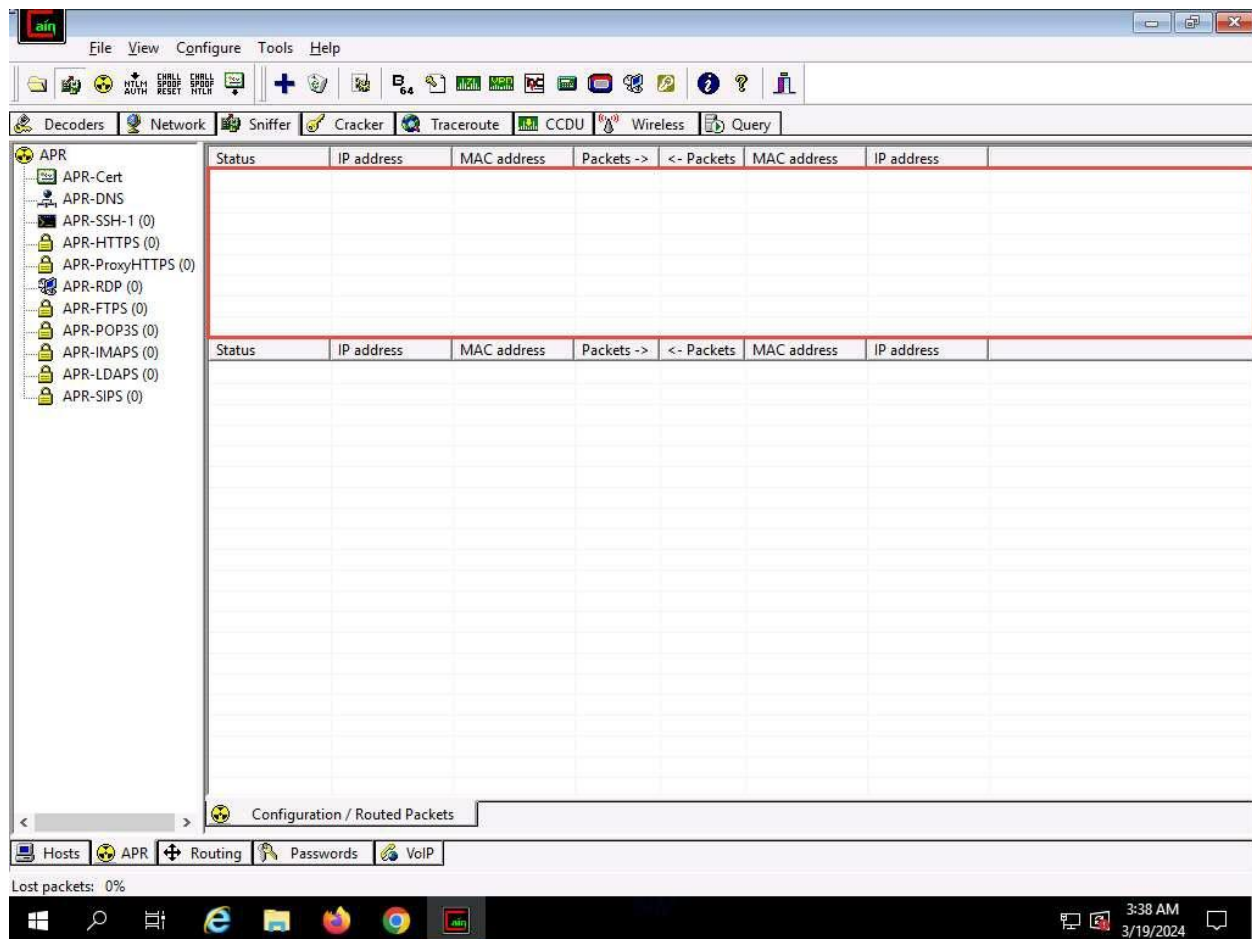 Cain
File View Configure Tools Help
NTLM AUTH CHALL SPOOF RESET CHALL SPOOF NTLM B64
Decoders Network Sniffer Cracker Traceroute CCDU Wireless Query
APR
APR-Cert
APR-DNS
APR-SSH-1 (0)
APR-HTTPS (0)
APR-ProxyHTTPS (0)
APR-RDP (0)
APR-FTPS (0)
APR-POP3S (0)
APR-IMAPS (0)
APR-LDAPS (0)
APR-SIPS (0)
Status IP address MAC address Packets -> <- Packets MAC address IP address
Status IP address MAC address Packets -> <- Packets MAC address IP address
Configuration / Routed Packets
Hosts APR Routing Passwords VoIP
Lost packets: 0%
Cain
3:38 AM
3/19/2024